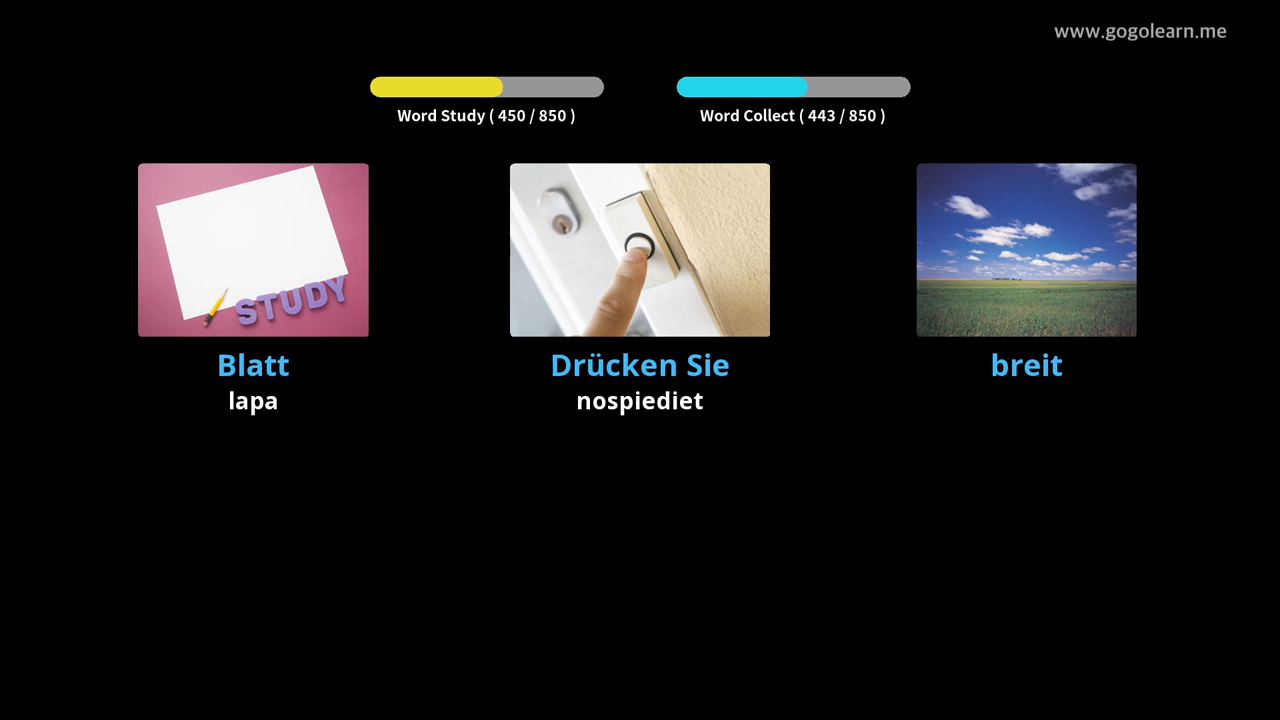 www.gogolearn.me
Word Study ( 450 / 850 )
Word Collect ( 443 / 850 )
STUDY
Blatt
lapa
Drücken Sie
nospiediet
breit